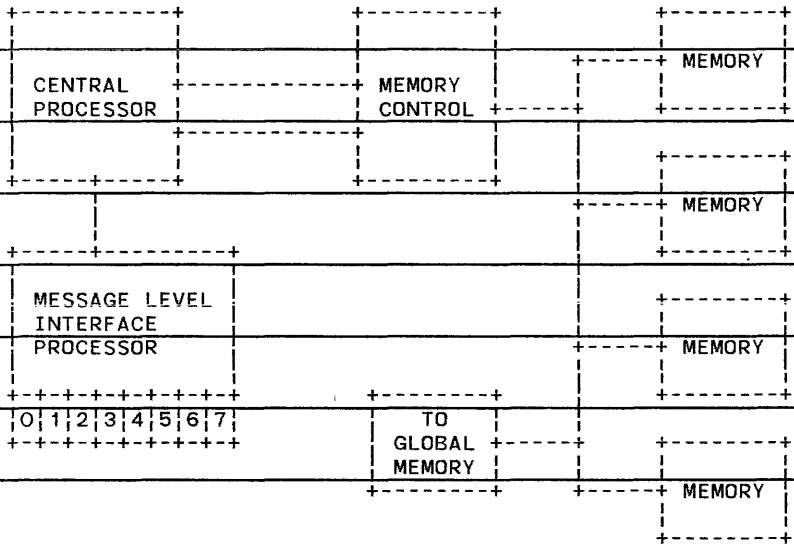 MEMORY
CENTRAL
PROCESSOR
MEMORY
CONTROL
MEMORY
MESSAGE LEVEL
INTERFACE
PROCESSOR
MEMORY
0 1 2 3 4 5 6 7
TO
GLOBAL
MEMORY
MEMORY